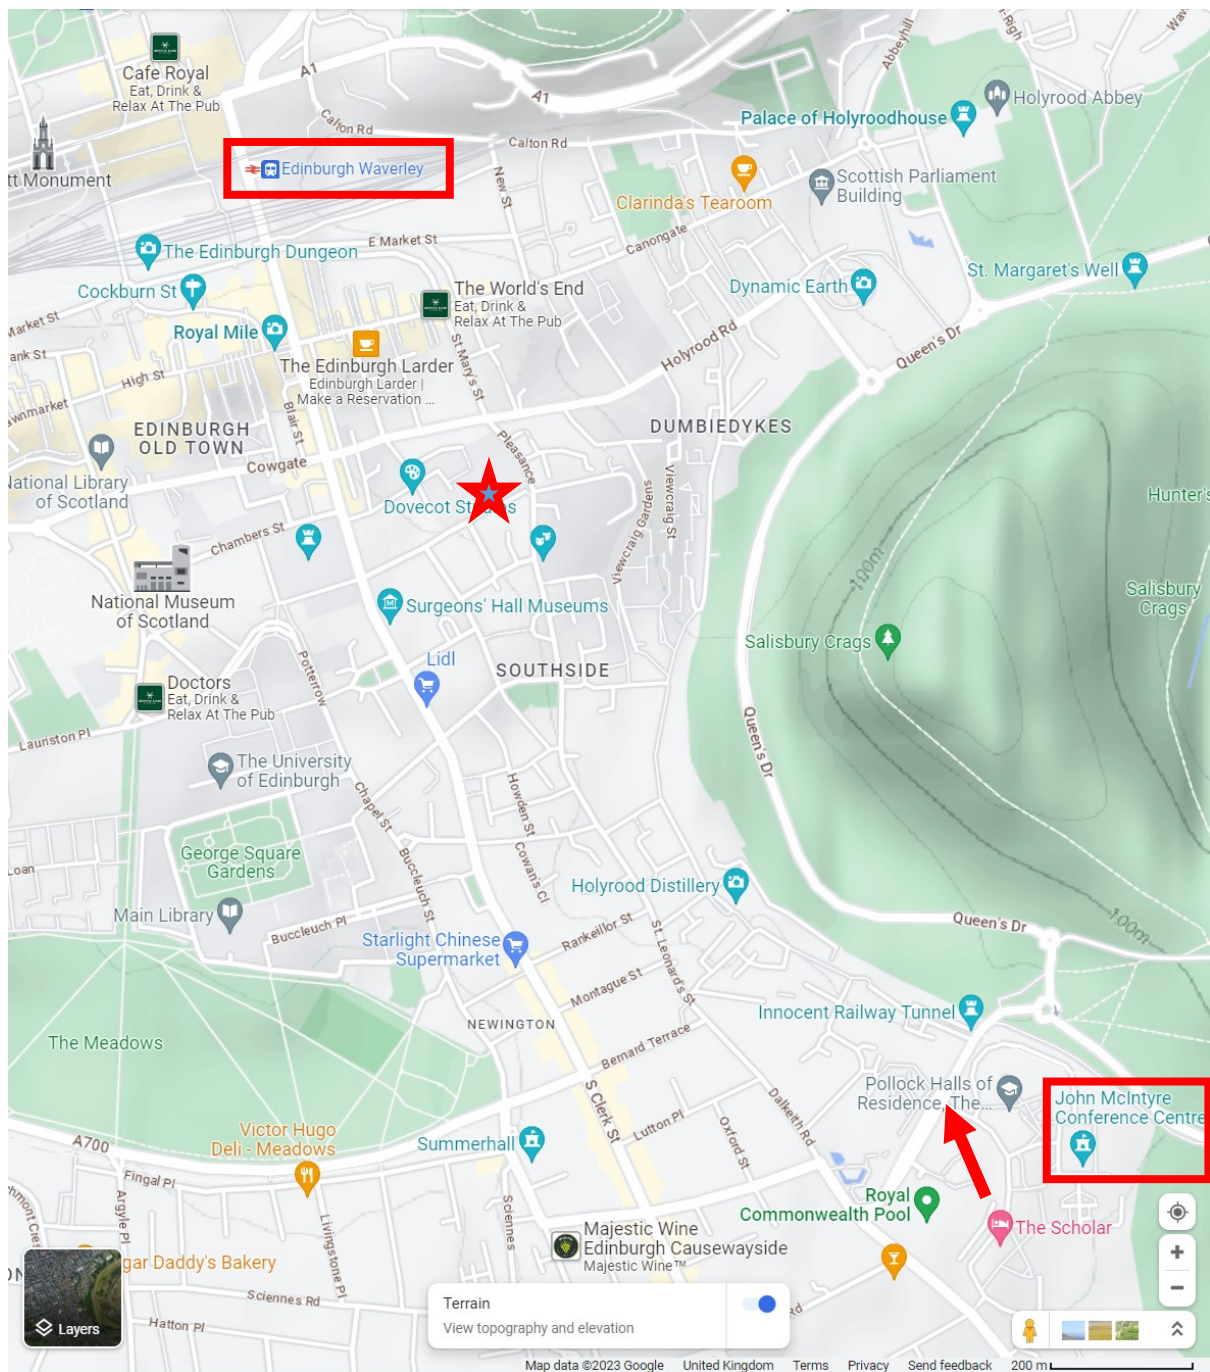 Cafe Royal
Eat, Drink &
Relax At The Pub
A1
A1
Abbeyhill
Calton Rd
Calton Rd
Holyrood Abbey
Palace of Holyroodhouse
Edinburgh Waverley
tt Monument
New St
Scottish Parliament
Building
Clarinda's Tearoom
Canongate
E Market St
The Edinburgh Dungeon
St. Margaret's Well
Cockburn St
The World's End
Eat, Drink &
Relax At The Pub
Dynamic Earth
Market St
Royal Mile
Queen's Dr
Holyrood Rd
ank St
St Mary's St
The Edinburgh Larder
Edinburgh Larder |
Make a Reservation ...
High St
awnmarket
Blair St
EDINBURGH
OLD TOWN
DUMBIEDYKES
Pleasance
Cowgate
National Library
of Scotland
Viewcraig St
Viewcraig Gardens
Hunter's
Chambers St
100m
National Museum
of Scotland
Surgeons' Hall Museums
Salisbury
Crags
Salisbury Crags
Potterrow
Lidl
SOUTHSIDE
Doctors
Eat, Drink &
Relax At The Pub
Lauriston Pl
Queen's Dr
The University
of Edinburgh
Chapel St
Howden St
George Square
Gardens
Loan
Buccleuch St
Cowan's Cl
Holyrood Distillery
Main Library
Buccleuch Pl
Rankeillor St
St. Leonard's St
Queen's Dr
100m
Starlight Chinese
Supermarket
Montague St
Innocent Railway Tunnel
NEWINGTON
The Meadows
Bernard Terrace
S Clerk St
Pollock Halls of
Residence, The...
John McIntyre
Conference Centre
Dalkeith Rd
Lutton Pl
Oxford St
Victor Hugo
Deli - Meadows
Summerhall
A700
Fingal Pl
Argyle Pl
Livingstone Pl
Sciennes
Royal
Commonwealth Pool
The Scholar
Majestic Wine
Edinburgh Causewayside
Majestic Wine™
gar Daddy's Bakery
Sciennes Rd
Hatton Pl
Layers
Terrain
View topography and elevation
Rd
Map data ©2023 Google United Kingdom Terms Privacy Send feedback 200 m